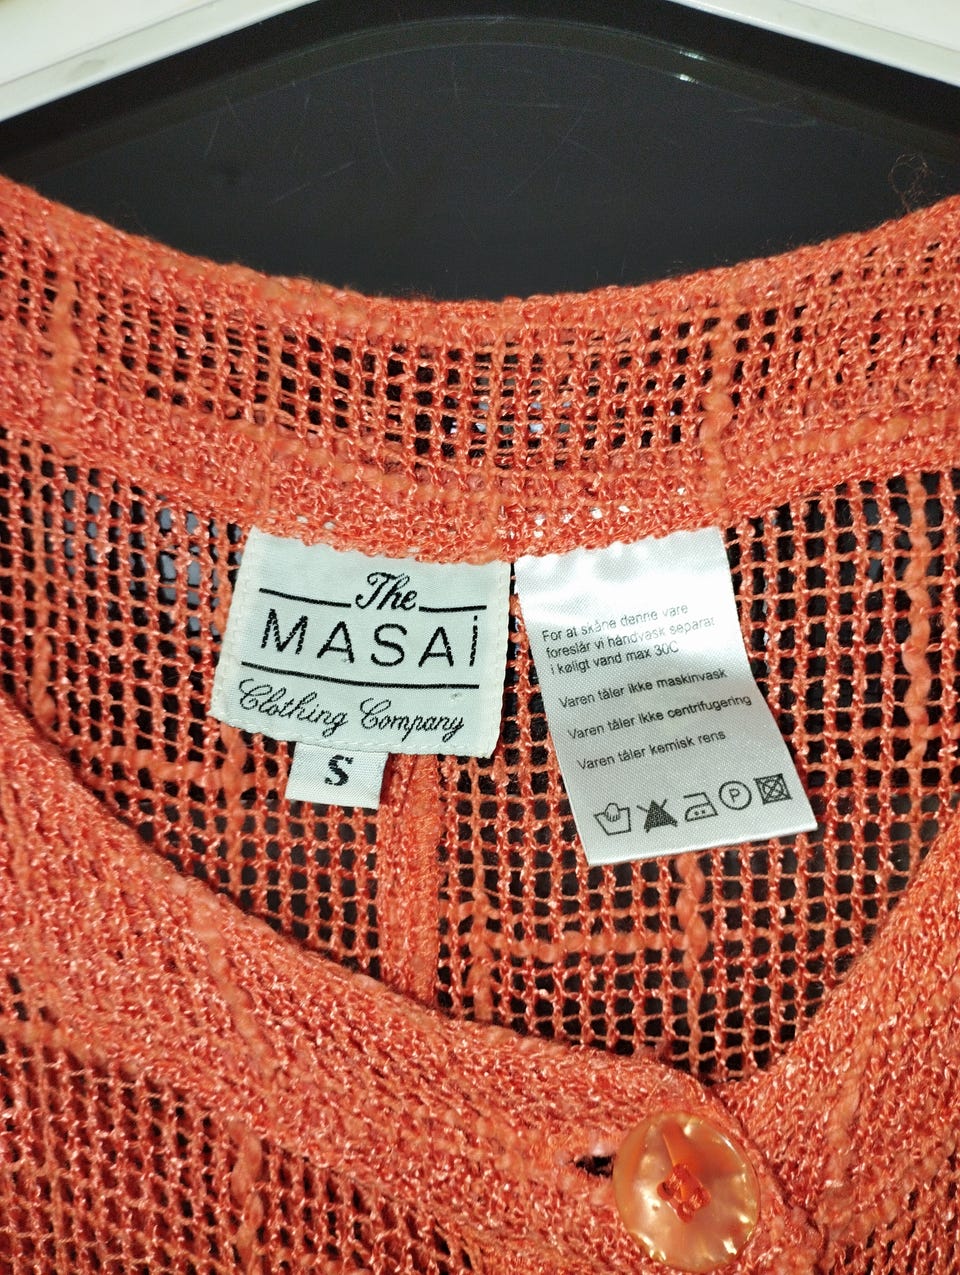 The
MASAi
Clothing Company
S
For at skåne denne vare
foreslår vi håndvask separat
i køligt vand max 30C
Varen tåler ikke maskinvask
Varen tåler ikke centrifugering
Varen tåler kemisk rens
P